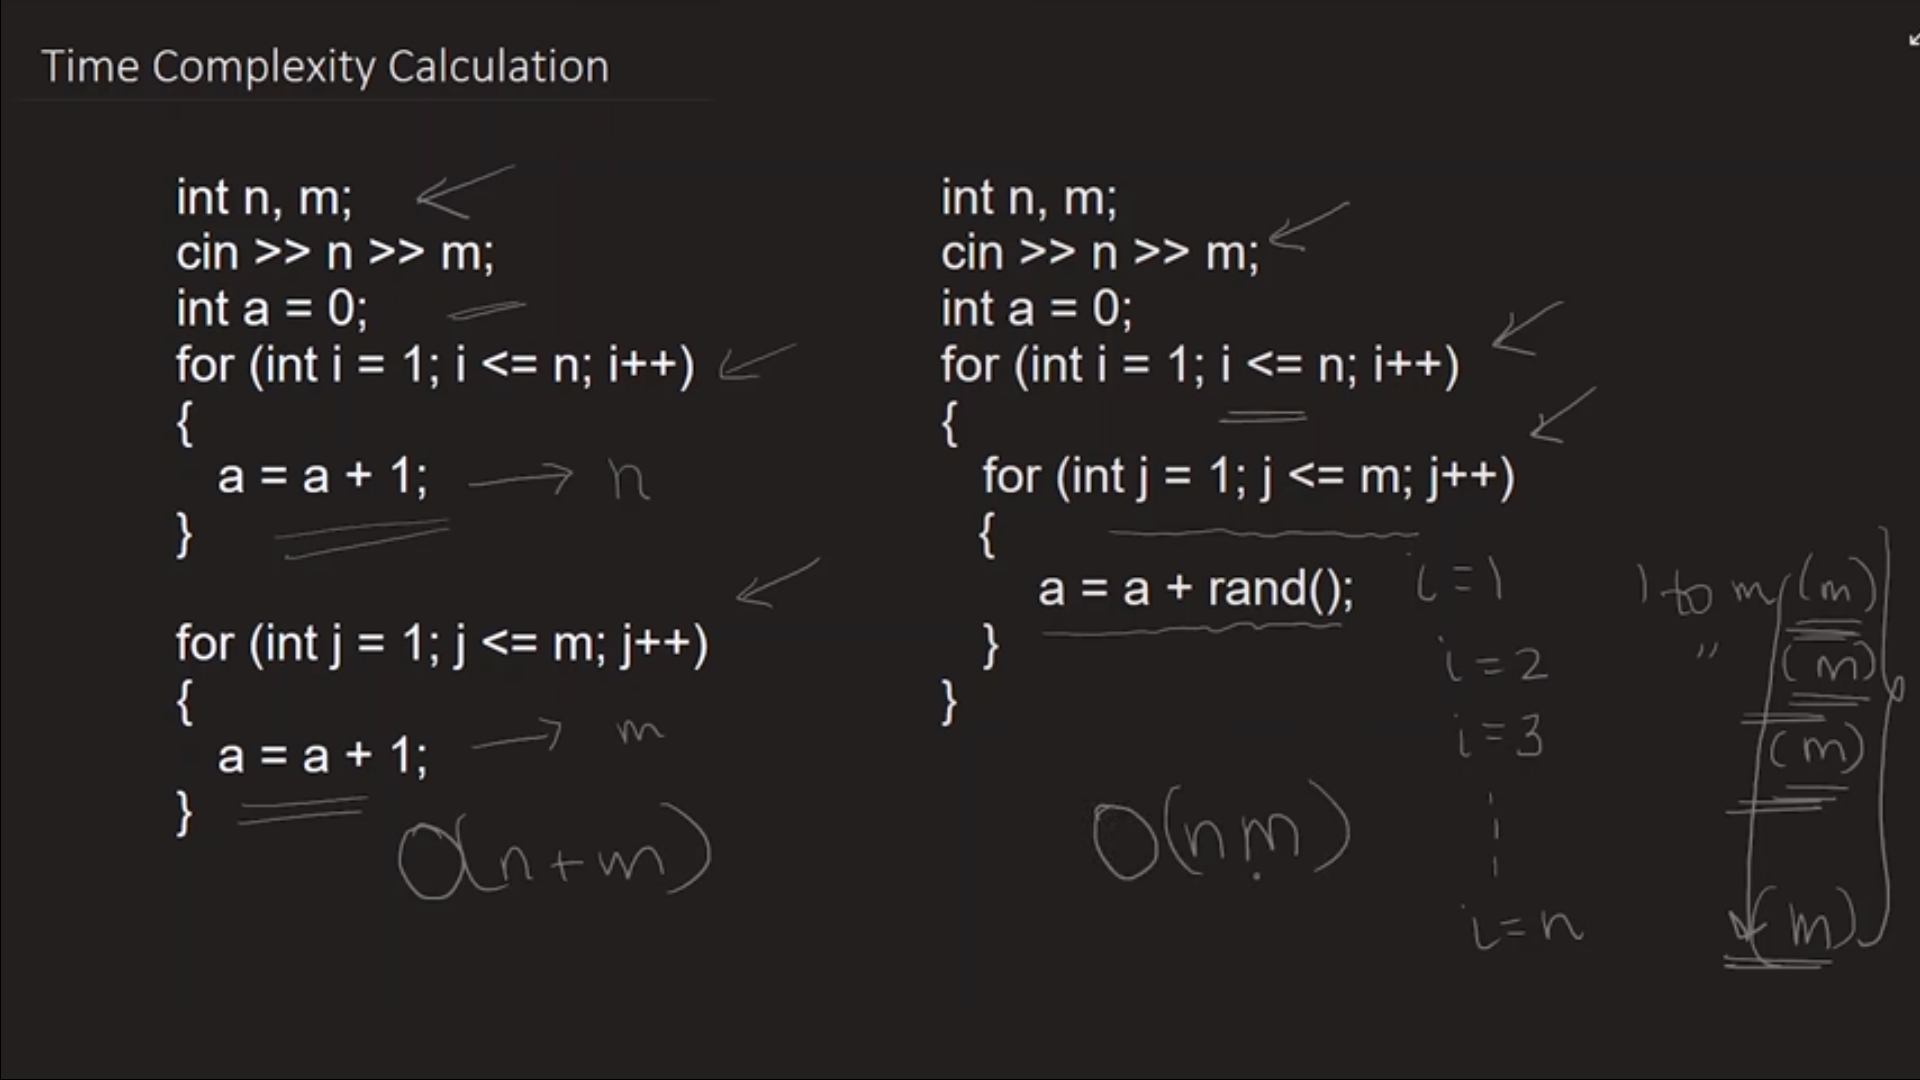 Time Complexity Calculation
int n, m;
cin >> n >> m;
int a = 0;
for (int i = 1; i <= n; i++)
{
a = a + 1; → n
}
for (int j = 1; j <= m; j++)
{
a = a + 1; → m
}
O(n+m)
int n, m;
cin >> n >> m;
int a = 0;
for (int i = 1; i <= n; i++)
{
for (int j = 1; j <= m; j++)
{
a = a + rand();
}
}
O(nm)
i=1 1 to m (m)
i=2 " (m)
i=3 (m)
i=n (m)